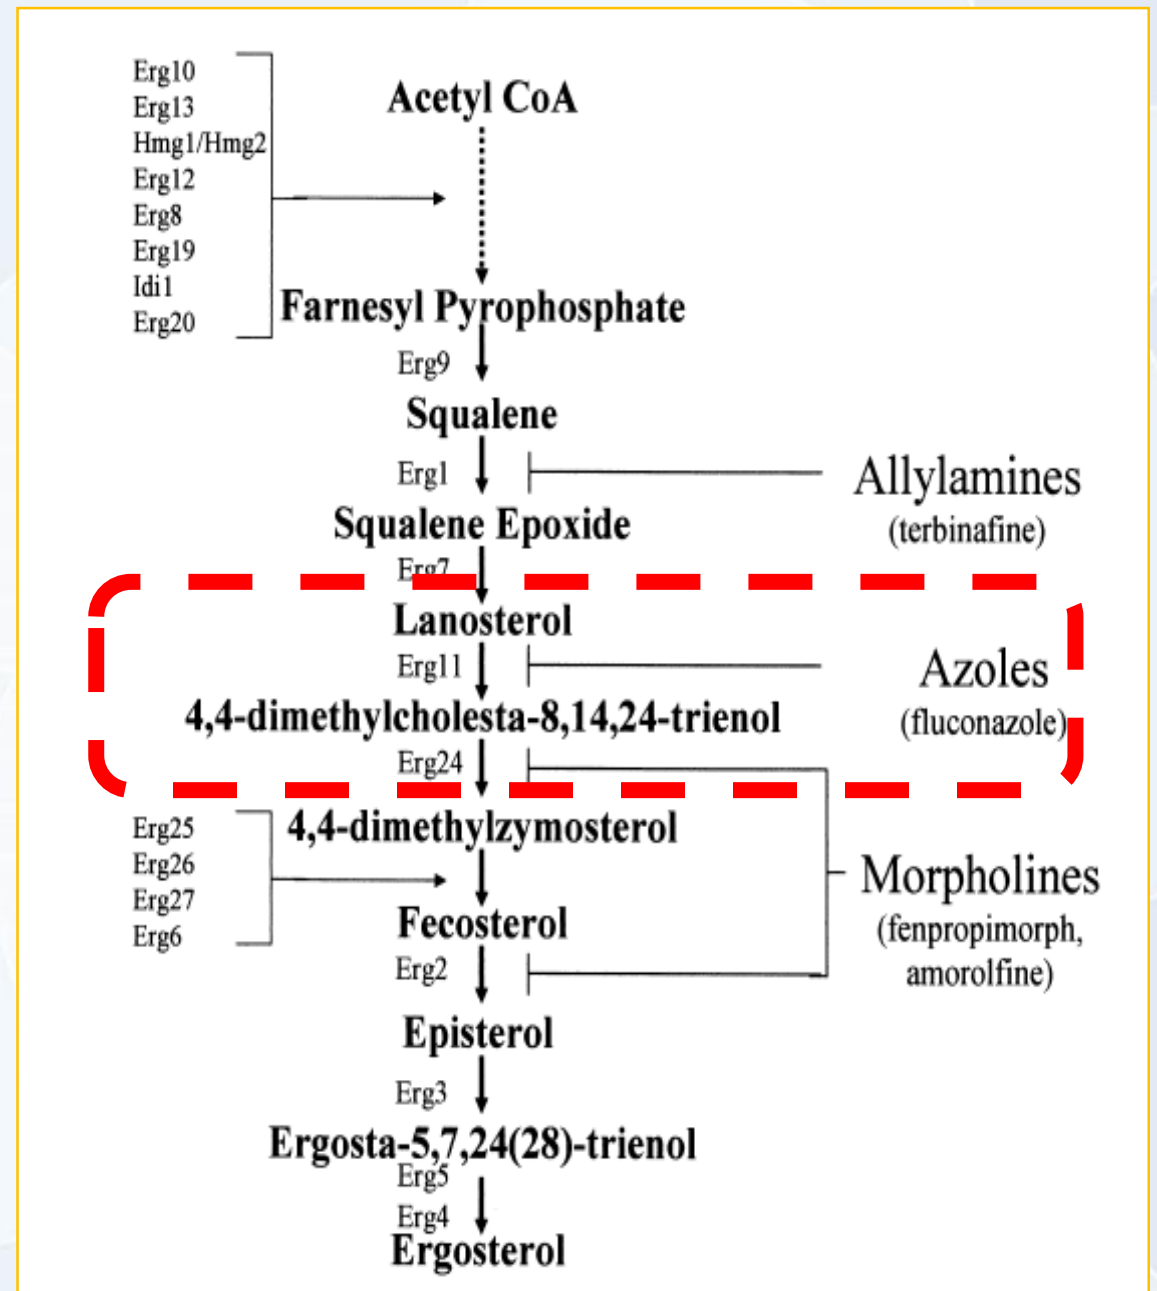 Erg10
Erg13
Hmg1/Hmg2
Erg12
Erg8
Erg19
Idi1
Erg20
Acetyl CoA
Farnesyl Pyrophosphate
Erg9
Squalene
Erg1
Allylamines
(terbinafine)
Squalene Epoxide
Erg7
Lanosterol
Erg11
Azoles
(fluconazole)
4,4-dimethylcholesta-8,14,24-trienol
Erg24
4,4-dimethylzymosterol
Erg25
Erg26
Erg27
Erg6
Morpholines
(fenpropimorph,
amorolfine)
Fecosterol
Erg2
Episterol
Erg3
Ergosta-5,7,24(28)-trienol
Erg5
Erg4
Ergosterol